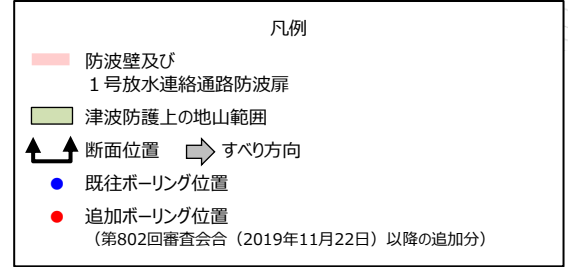 凡例
防波壁及び
１号放水連絡通路防波扉
津波防護上の地山範囲
断面位置 すべり方向
既往ボーリング位置
追加ボーリング位置
（第802回審査会合（2019年11月22日）以降の追加分）